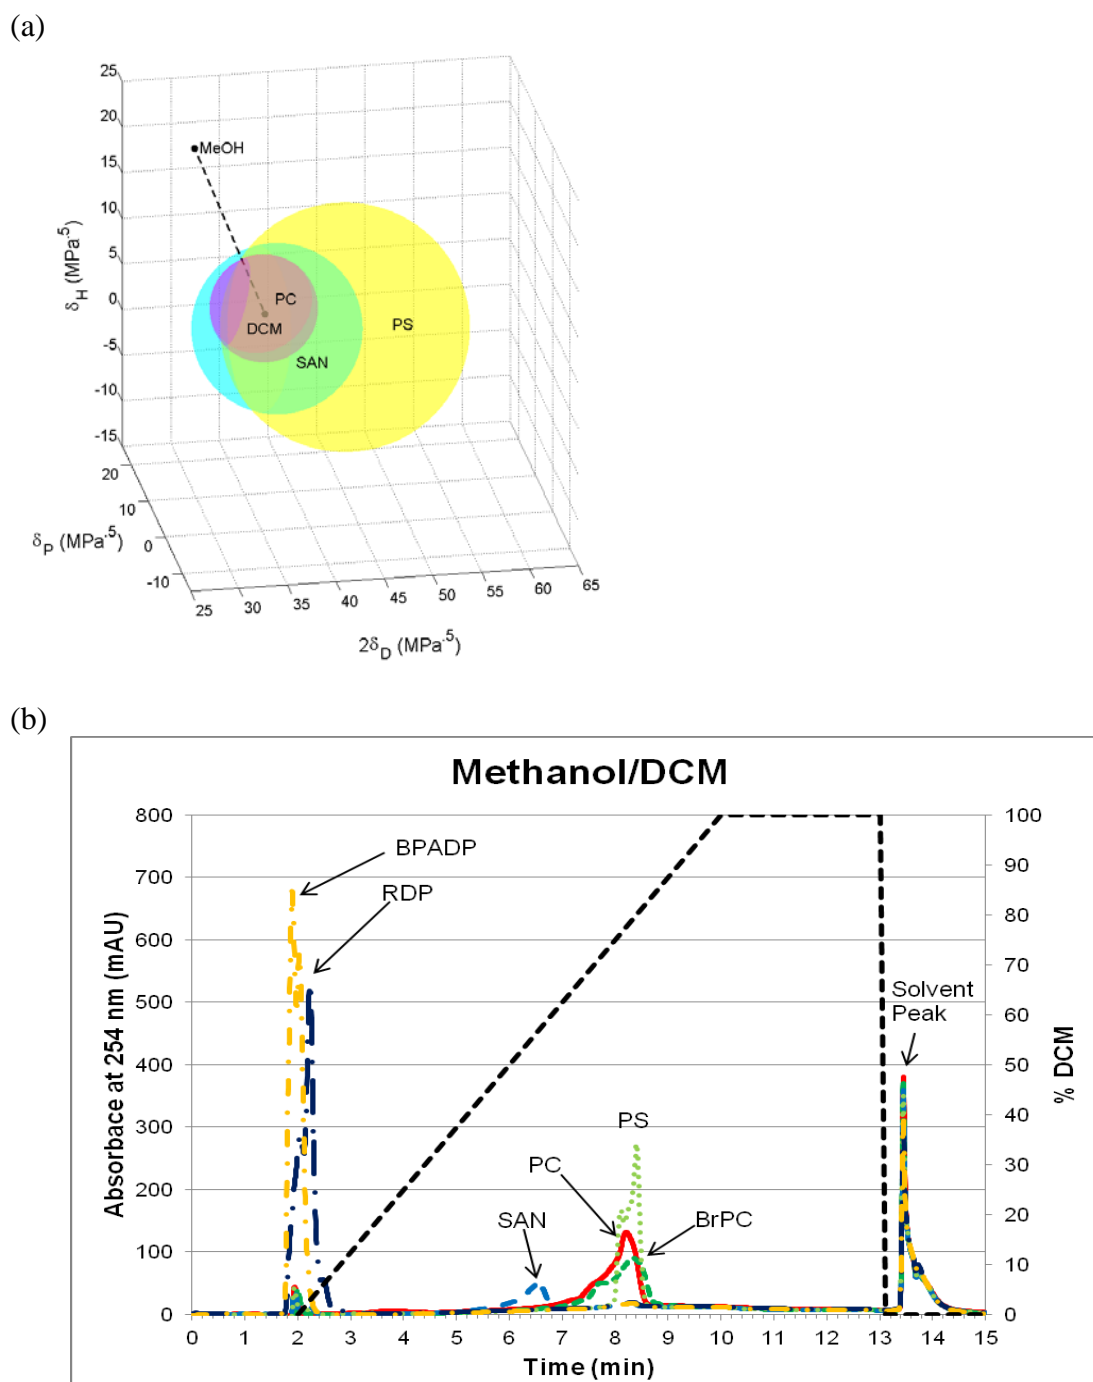 (a)
25
20
15
10
5
0
-5
-10
-15
δH (MPa.5)
MeOH
PC
DCM
PS
SAN
20
10
0
-10
δP (MPa.5)
25 30 35 40 45 50 55 60 65
2δD (MPa.5)
(b)
Methanol/DCM
800
700
600
500
400
300
200
100
0
Absorbace at 254 nm (mAU)
100
90
80
70
60
50
40
30
20
10
0
% DCM
BPADP
RDP
Solvent
Peak
PS
PC
SAN
BrPC
0 1 2 3 4 5 6 7 8 9 10 11 12 13 14 15
Time (min)